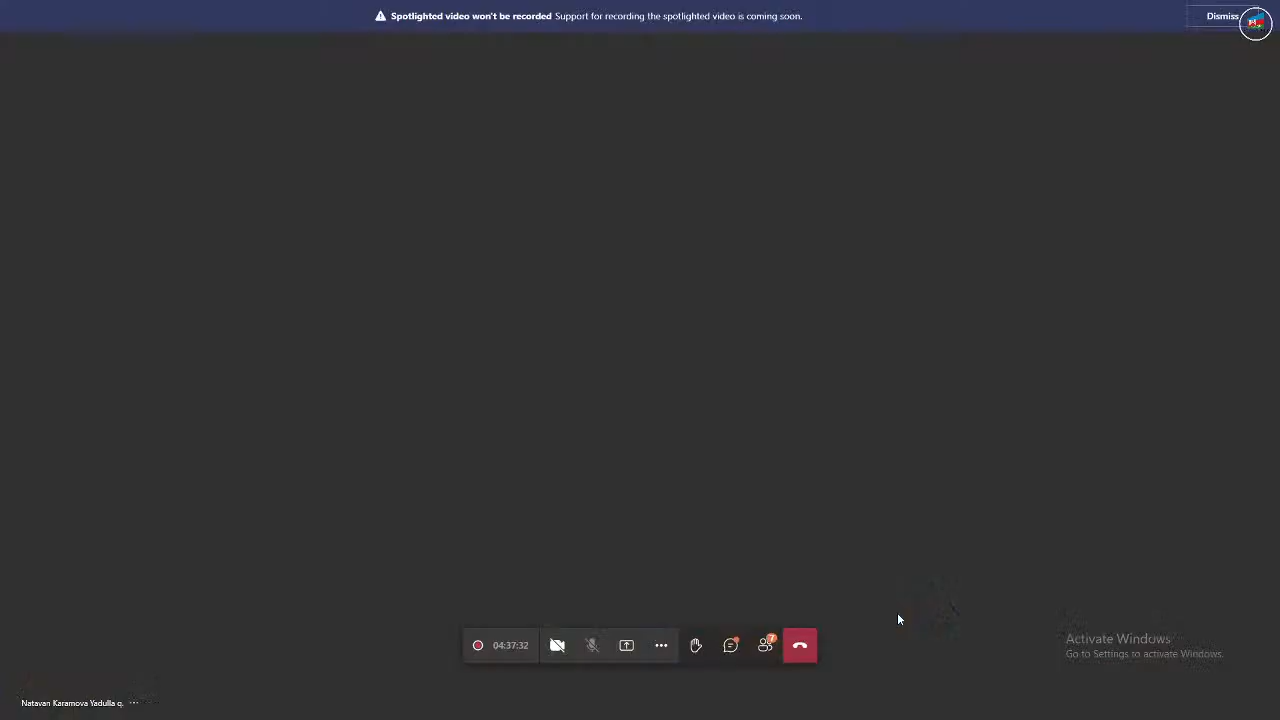 Spotlighted video won't be recorded Support for recording the spotlighted video is coming soon.
Dismiss
04:37:32
7
Activate Windows
Go to Settings to activate Windows.
Natavan Karamova Yadulla q. ...